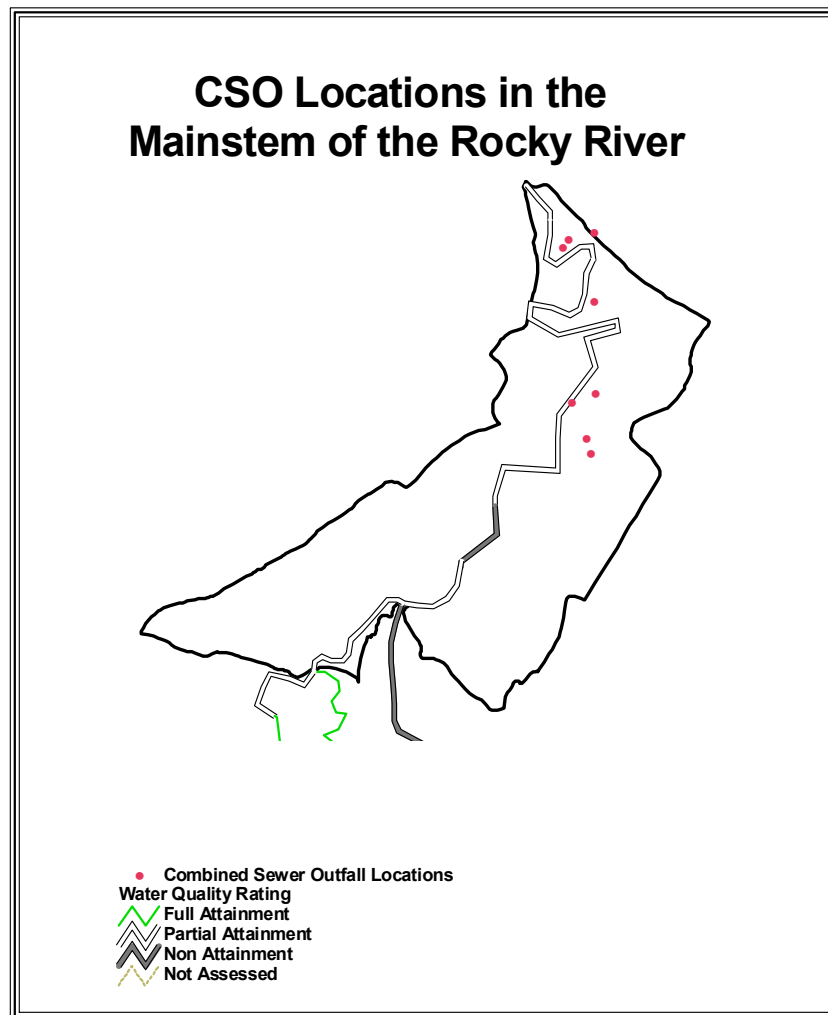 CSO Locations in the
Mainstem of the Rocky River
Combined Sewer Outfall Locations
Water Quality Rating
Full Attainment
Partial Attainment
Non Attainment
Not Assessed